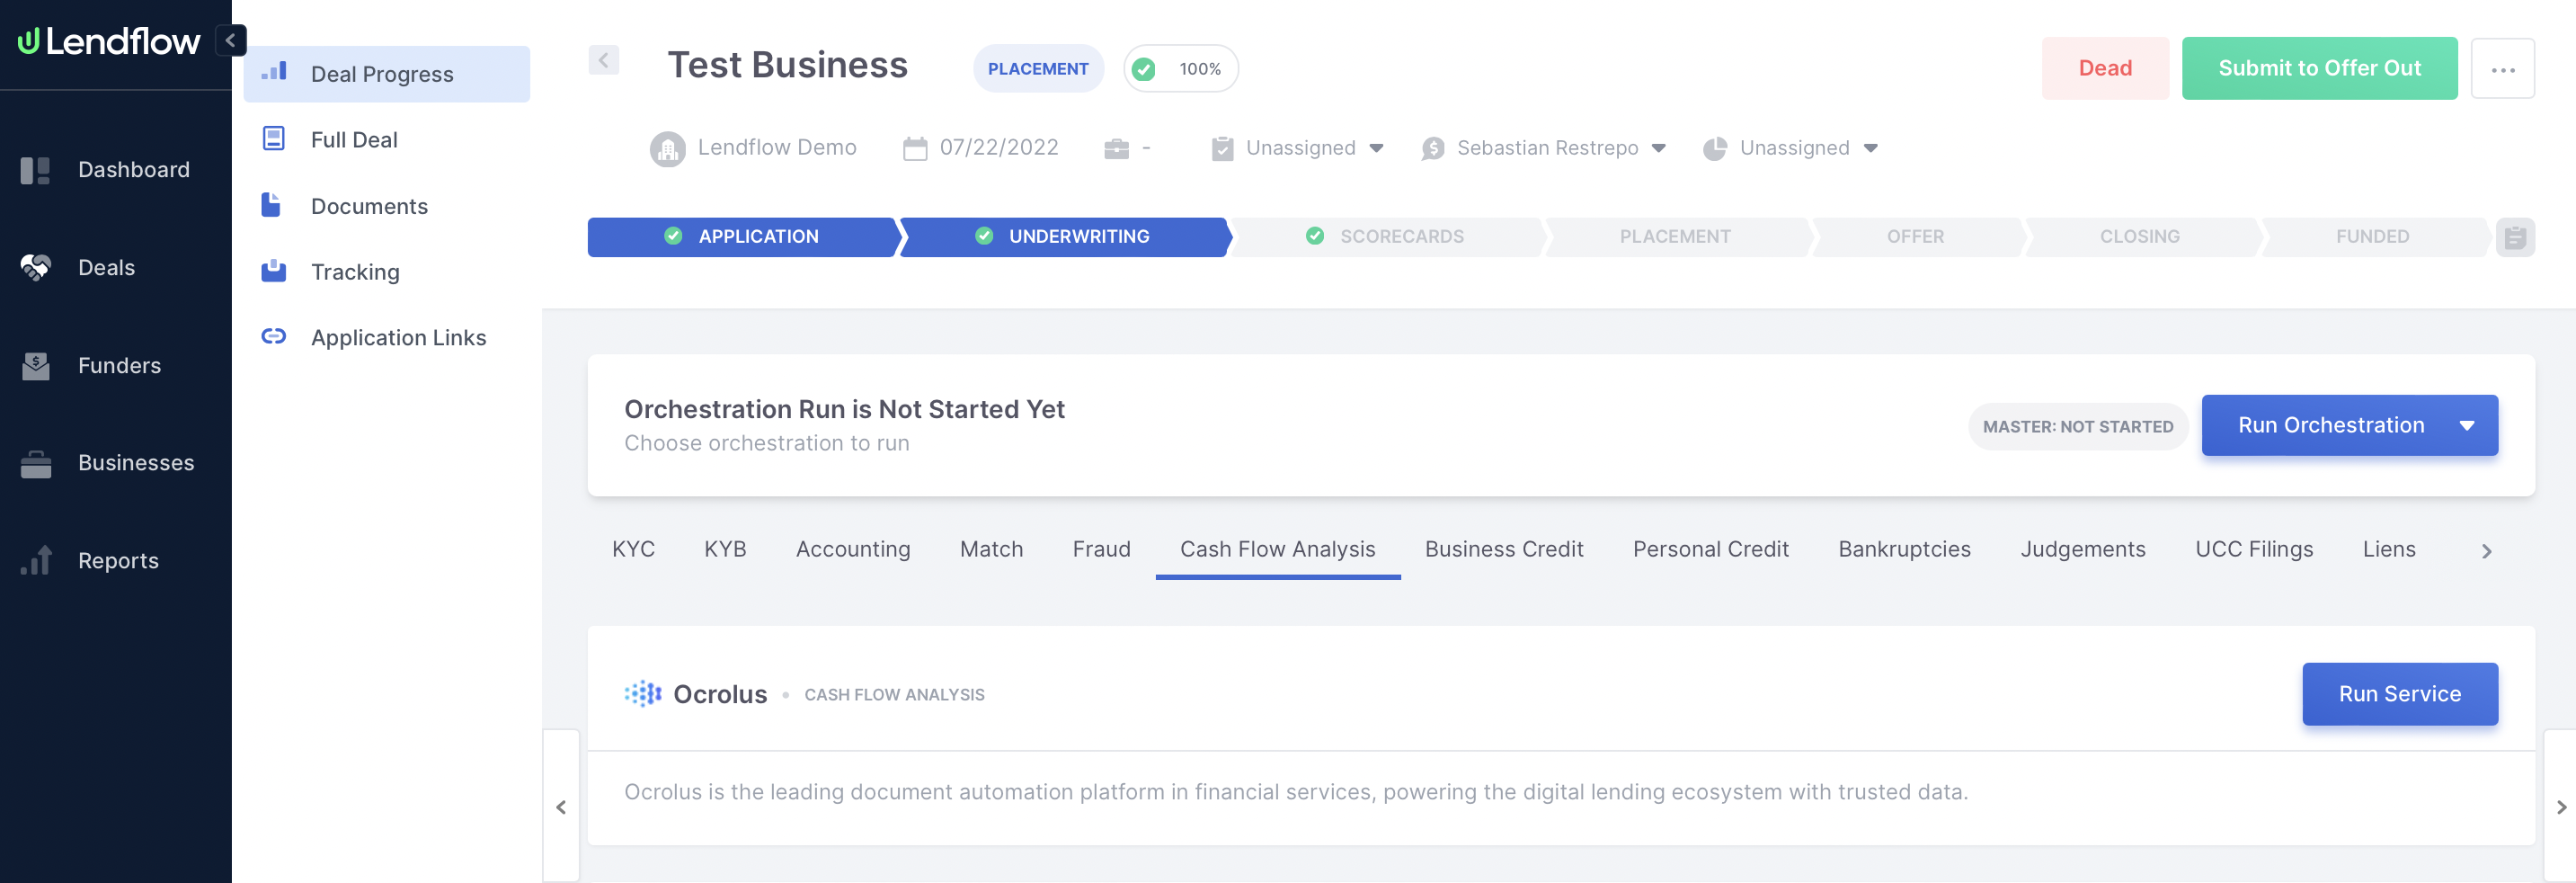 Lendflow
Dashboard
Deals
Funders
Businesses
Reports
Deal Progress
Full Deal
Documents
Tracking
Application Links
Test Business
PLACEMENT
100%
Dead
Submit to Offer Out
...
Lendflow Demo
07/22/2022
-
Unassigned
Sebastian Restrepo
Unassigned
APPLICATION
UNDERWRITING
SCORECARDS
PLACEMENT
OFFER
CLOSING
FUNDED
Orchestration Run is Not Started Yet
Choose orchestration to run
MASTER: NOT STARTED
Run Orchestration
KYC
KYB
Accounting
Match
Fraud
Cash Flow Analysis
Business Credit
Personal Credit
Bankruptcies
Judgements
UCC Filings
Liens
Ocrolus • CASH FLOW ANALYSIS
Run Service
Ocrolus is the leading document automation platform in financial services, powering the digital lending ecosystem with trusted data.